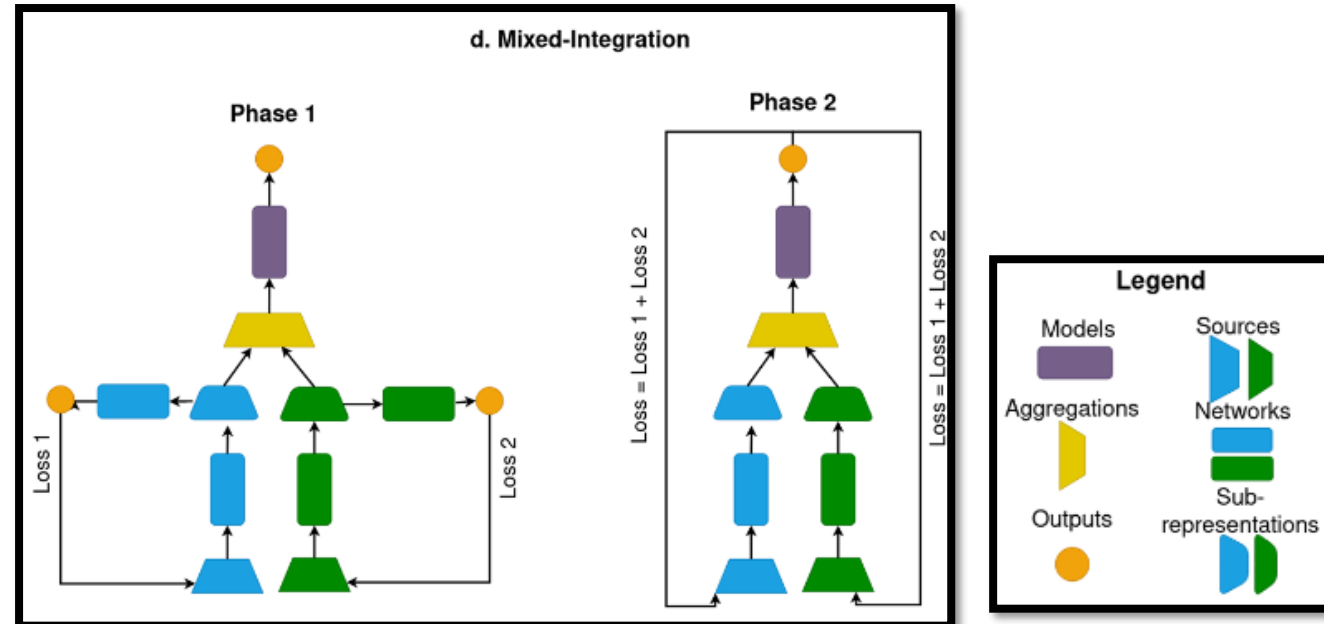 d. Mixed-Integration
Phase 1
Phase 2
Loss 1
Loss 2
Loss = Loss 1 + Loss 2
Loss = Loss 1 + Loss 2
Legend
Models
Sources
Aggregations
Networks
Outputs
Sub-
representations